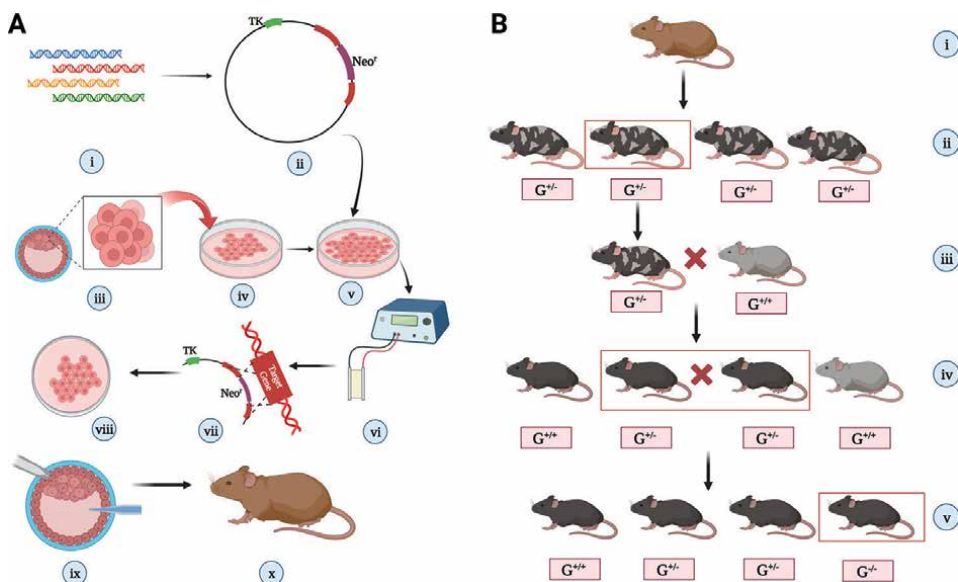 A
TK
Neoʳ
i
ii
iii
iv
v
TK
Target
Gene
Neoʳ
viii
vii
vi
ix
x
B
i
ii
G⁺/⁻ G⁺/⁻ G⁺/⁻ G⁺/⁻
iii
G⁺/⁻ G⁺/⁺
iv
G⁺/⁺ G⁺/⁻ G⁺/⁻ G⁺/⁺
v
G⁺/⁺ G⁺/⁻ G⁺/⁻ G⁻/⁻